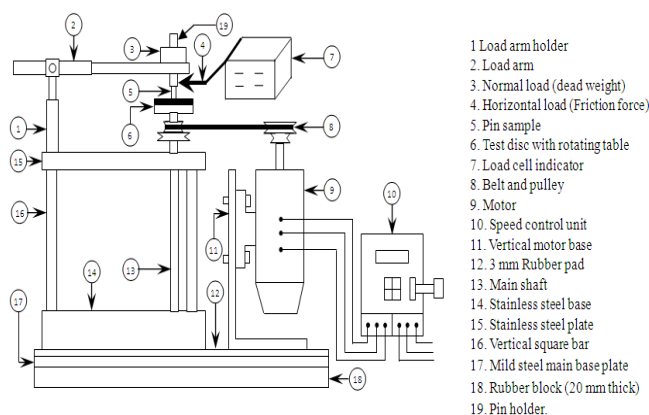 19
2
3
4
7
5
6
8
1
15
16
9
10
11
13
14
12
17
18
1 Load arm holder
2. Load arm
3. Normal load (dead weight)
4. Horizontal load (Friction force)
5. Pin sample
6. Test disc with rotating table
7. Load cell indicator
8. Belt and pulley
9. Motor
10. Speed control unit
11. Vertical motor base
12. 3 mm Rubber pad
13. Main shaft
14. Stainless steel base
15. Stainless steel plate
16. Vertical square bar
17. Mild steel main base plate
18. Rubber block (20 mm thick)
19. Pin holder.